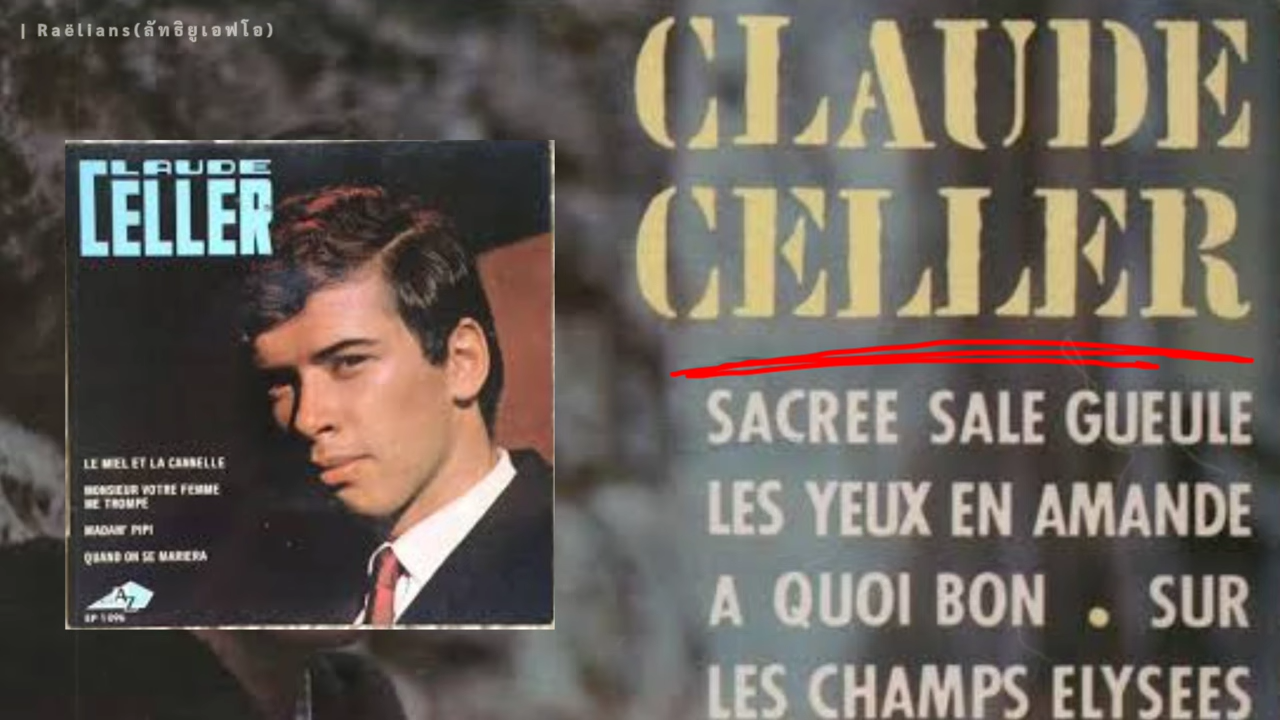 | Raëlians(ลัทธิยูเอฟโอ)
CLAUDE
CELLER
LE MIEL ET LA CANNELLE
MONSIEUR VOTRE FEMME
ME TROMPE
MADAM' PIPI
QUAND ON SE MARIERA
AZ
EP 1096
CLAUDE
CELLER
SACREE SALE GUEULE
LES YEUX EN AMANDE
A QUOI BON . SUR
LES CHAMPS ELYSEES